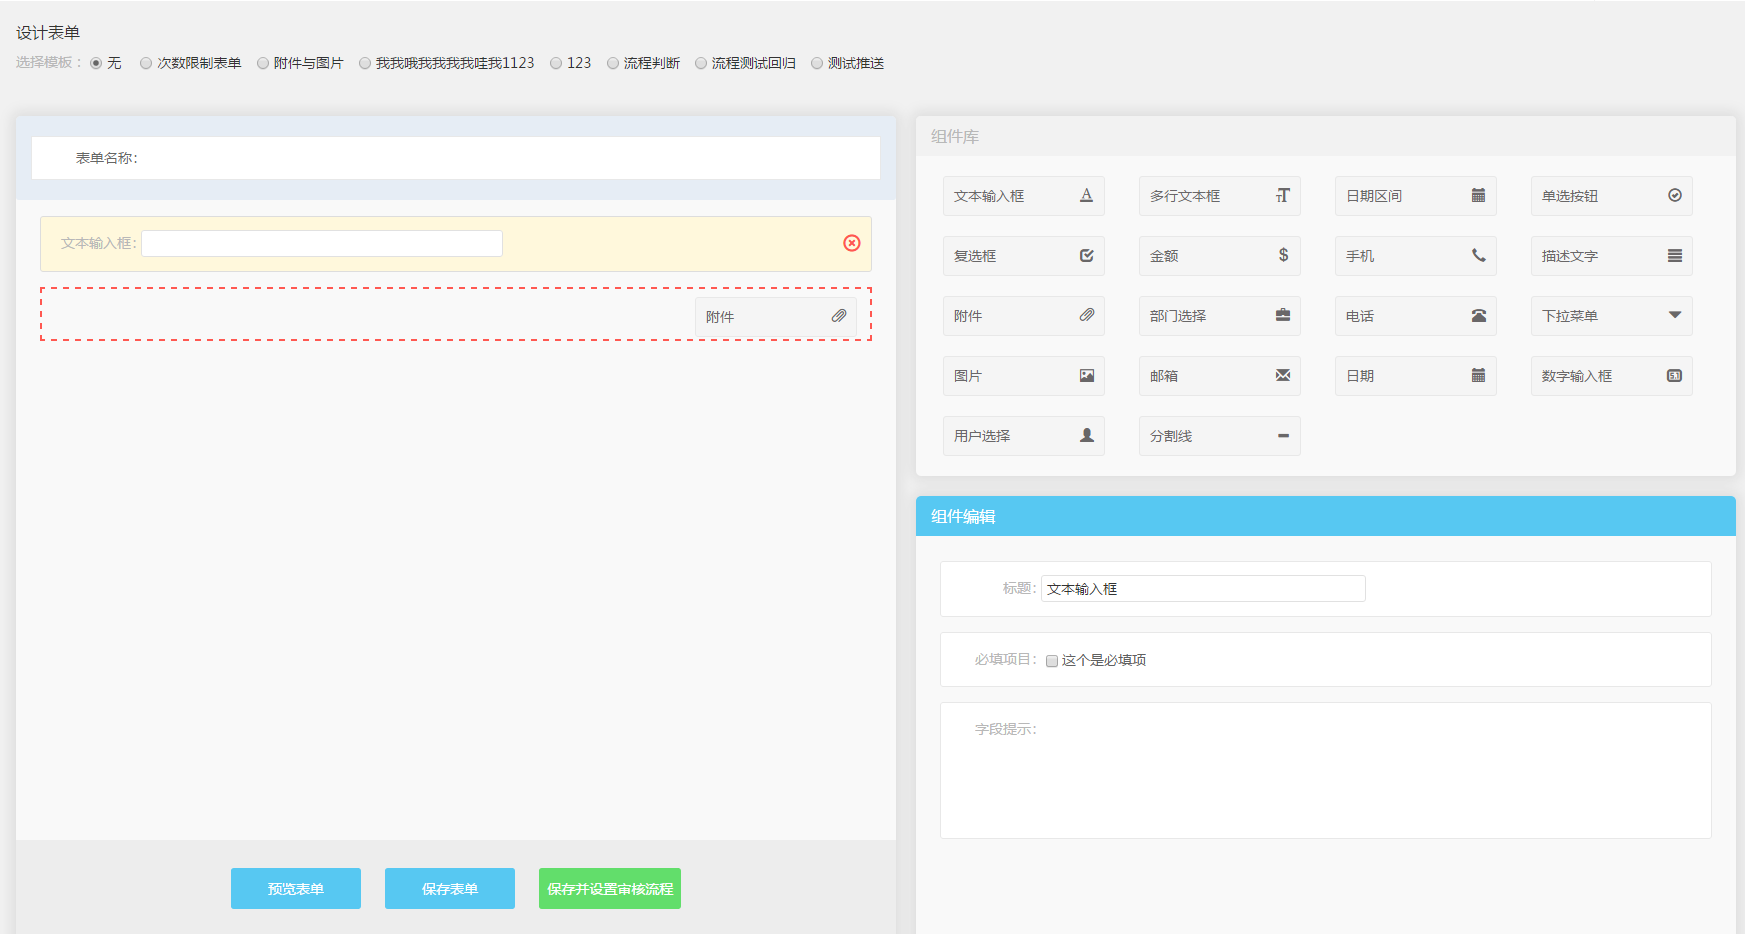 设计表单
选择模板： 无 次数限制表单 附件与图片 我我哦我我我我哇我1123 123 流程判断 流程测试回归 测试推送
表单名称：
文本输入框：
附件
预览表单 保存表单 保存并设置审核流程
组件库
文本输入框 多行文本框 日期区间 单选按钮
复选框 金额 手机 描述文字
附件 部门选择 电话 下拉菜单
图片 邮箱 日期 数字输入框
用户选择 分割线
组件编辑
标题： 文本输入框
必填项目： 这个是必填项
字段提示：